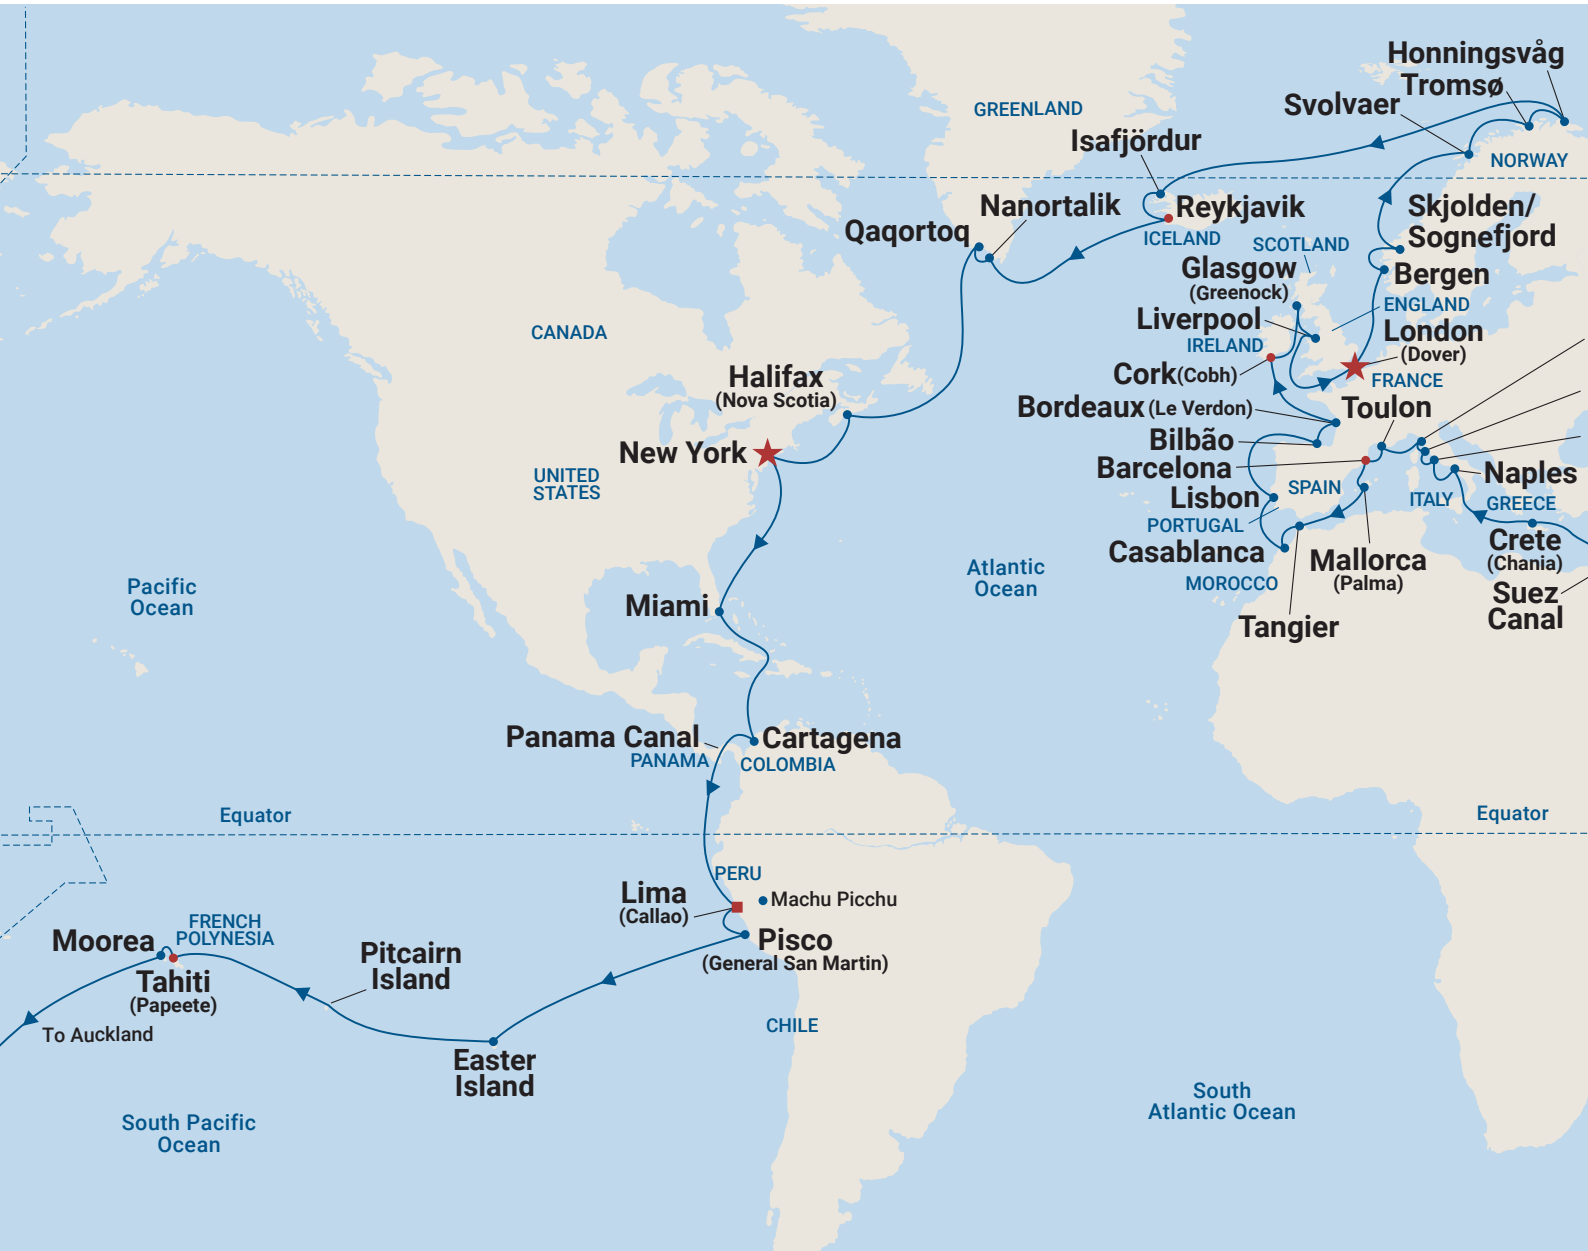 Honningsvåg
Tromsø
Svolvaer
GREENLAND
Isafjördur
NORWAY
Nanortalik
Reykjavik
Skjolden/
Sognefjord
Qaqortoq
ICELAND
SCOTLAND
Glasgow
(Greenock)
Bergen
ENGLAND
Liverpool
London
(Dover)
CANADA
IRELAND
Cork(Cobh)
FRANCE
Halifax
(Nova Scotia)
Bordeaux (Le Verdon)
Toulon
Bilbão
New York
Barcelona
Naples
UNITED
STATES
Lisbon
SPAIN
ITALY
GREECE
PORTUGAL
Casablanca
Mallorca
(Palma)
Crete
(Chania)
Atlantic
Ocean
MOROCCO
Suez
Canal
Pacific
Ocean
Miami
Tangier
Panama Canal
PANAMA
Cartagena
COLOMBIA
Equator
Equator
PERU
Lima
(Callao)
Machu Picchu
FRENCH
POLYNESIA
Moorea
Pitcairn
Island
Pisco
(General San Martin)
Tahiti
(Papeete)
To Auckland
CHILE
Easter
Island
South
Atlantic Ocean
South Pacific
Ocean